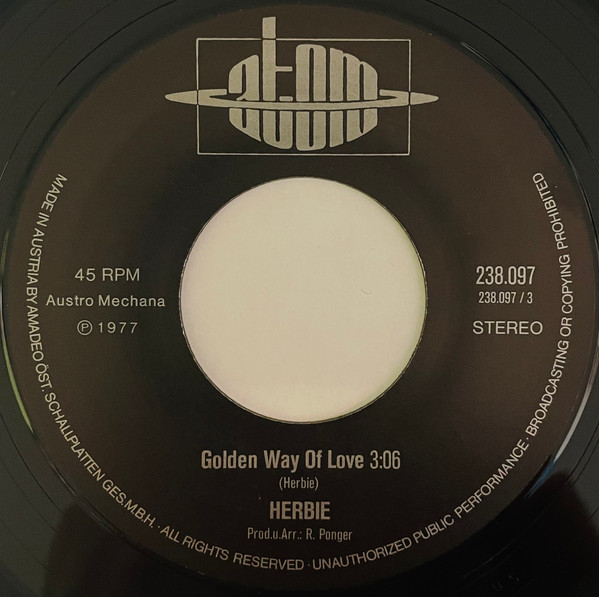 atom
45 RPM
Austro Mechana
Ⓟ 1977
238.097
238.097 / 3
STEREO
Golden Way Of Love 3:06
(Herbie)
HERBIE
Prod.u.Arr.: R. Ponger
MADE IN AUSTRIA BY AMADEO ÖST. SCHALLPLATTEN GES.M.B.H. · ALL RIGHTS RESERVED · UNAUTHORIZED PUBLIC PERFORMANCE · BROADCASTING OR COPYING PROHIBITED